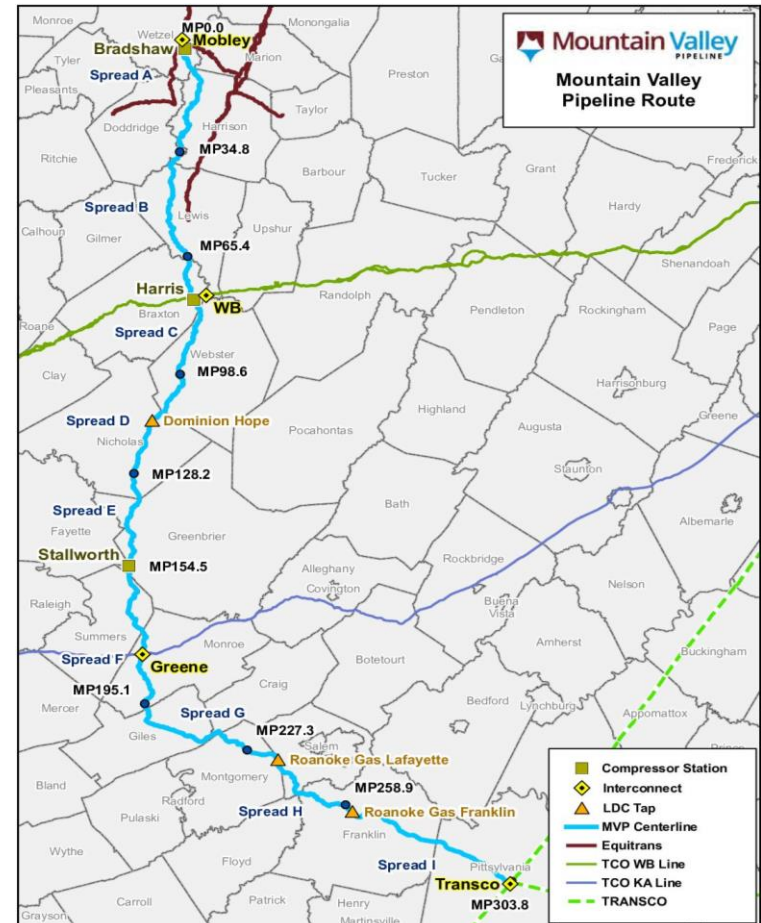 Mountain Valley
PIPELINE
Mountain Valley
Pipeline Route
Monroe
Wetzel
MP0.0
Mobley
Monongalia
Bradshaw
Marion
Tyler
Spread A
Preston
Pleasants
Taylor
Doddridge
Harrison
MP34.8
Ritchie
Barbour
Tucker
Grant
Frederick
Hardy
Spread B
Lewis
Calhoun
Gilmer
Upshur
MP65.4
Shenandoah
Harris
Randolph
WB
Braxton
Pendleton
Rockingham
Roane
Spread C
Page
Webster
Clay
MP98.6
Harrisonburg
Highland
Greene
Spread D
Dominion Hope
Augusta
Nicholas
Pocahontas
MP128.2
Staunton
Spread E
Bath
Albemarle
Fayette
Greenbrier
Stallworth
MP154.5
Alleghany
Covington
Rockbridge
Nelson
Raleigh
Buena
Vista
Summers
Monroe
Amherst
Buckingham
Spread F
Greene
Botetourt
Craig
MP195.1
Bedford
Lynchburg
Appomattox
Mercer
Spread G
Giles
MP227.3
Salem
Roanoke Gas Lafayette
Bland
Montgomery
MP258.9
Pulaski
Radford
Roanoke Gas Franklin
Spread H
Franklin
Wythe
Floyd
Spread I
Pittsylvania
Transco
Carroll
Patrick
Henry
MP303.8
Grayson
Martinsville
Compressor Station
Interconnect
LDC Tap
MVP Centerline
Equitrans
TCO WB Line
TCO KA Line
TRANSCO